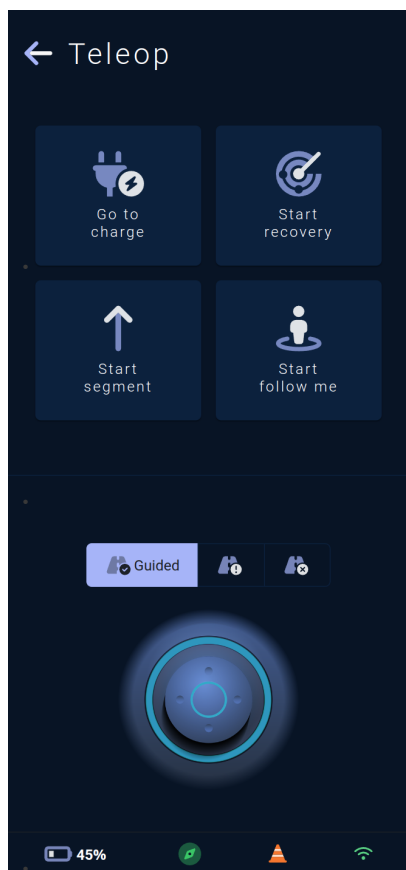 Teleop
Go to
charge
Start
recovery
Start
segment
Start
follow me
Guided
45%